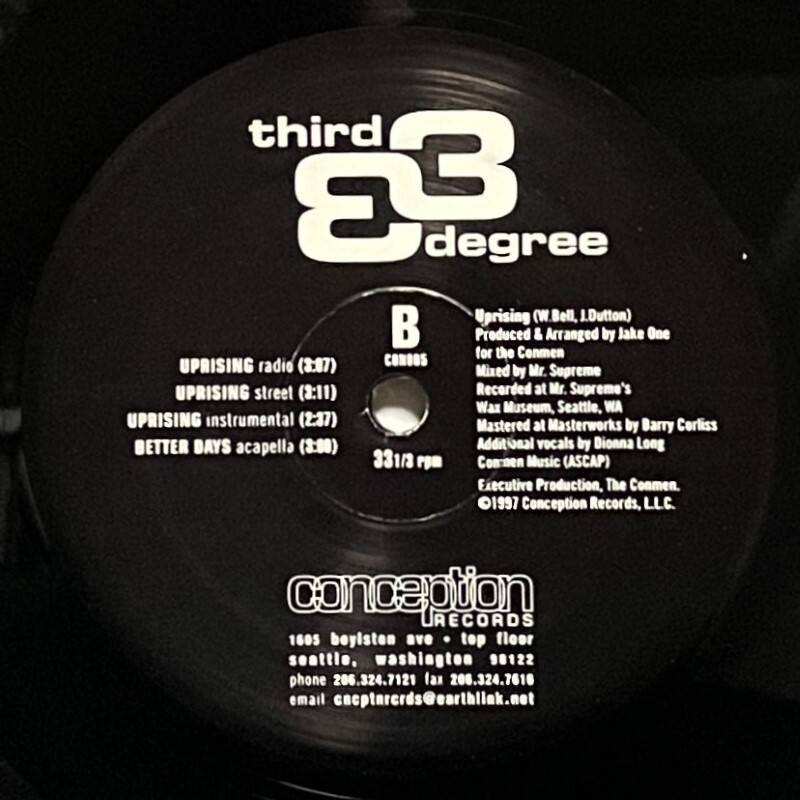 third
33
degree
B
CON005
UPRISING radio (3:07)
UPRISING street (3:11)
UPRISING instrumental (2:37)
BETTER DAYS acapella (3:00)
33 1/3 rpm
Uprising (W.Bell, J.Dutton)
Produced & Arranged by Jake One
for the Conmen
Mixed by Mr. Supreme
Recorded at Mr. Supreme's
Wax Museum, Seattle, WA
Mastered at Masterworks by Barry Corliss
Additional vocals by Dionna Long
Conmen Music (ASCAP)
Executive Production, The Conmen.
©1997 Conception Records, L.L.C.
conception
RECORDS
1605 boylston ave • top floor
seattle, washington 98122
phone 206.324.7121 fax 206.324.7616
email cncptnrcrds@earthlink.net